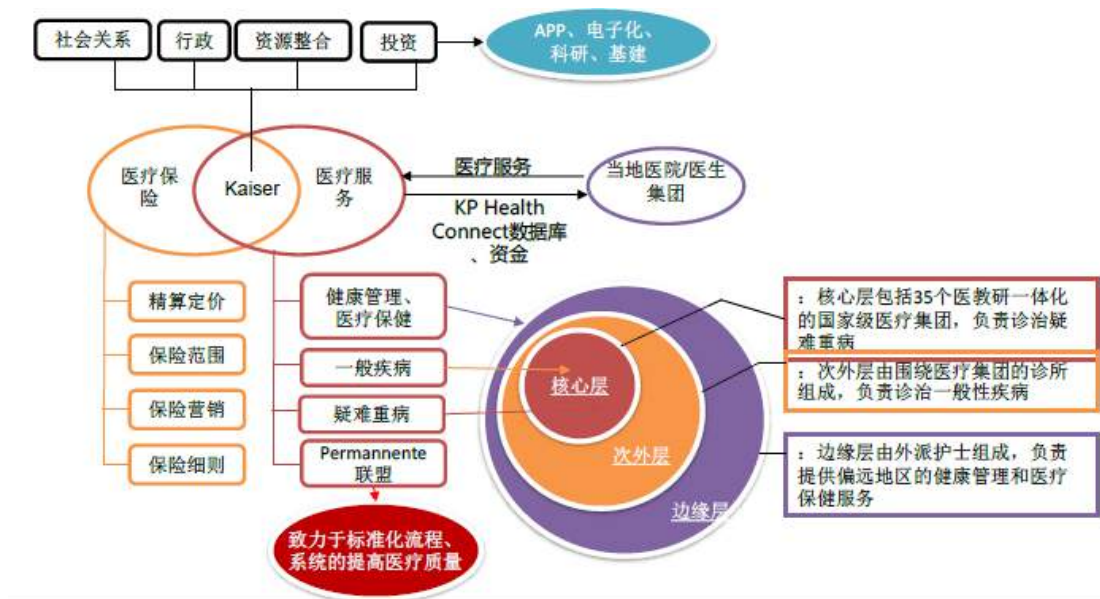 社会关系
行政
资源整合
投资
APP、电子化、
科研、基建
医疗保
险
Kaiser
医疗服
务
医疗服务
KP Health
Connect数据库
、资金
当地医院/医生
集团
精算定价
保险范围
保险营销
保险细则
健康管理、
医疗保健
一般疾病
疑难重病
Permannente
联盟
致力于标准化流程、
系统的提高医疗质量
核心层
次外层
边缘层
：核心层包括35个医教研一体化
的国家级医疗集团，负责诊治疑
难重病
：次外层由围绕医疗集团的诊所
组成，负责诊治一般性疾病
：边缘层由外派护士组成，负责
提供偏远地区的健康管理和医疗
保健服务